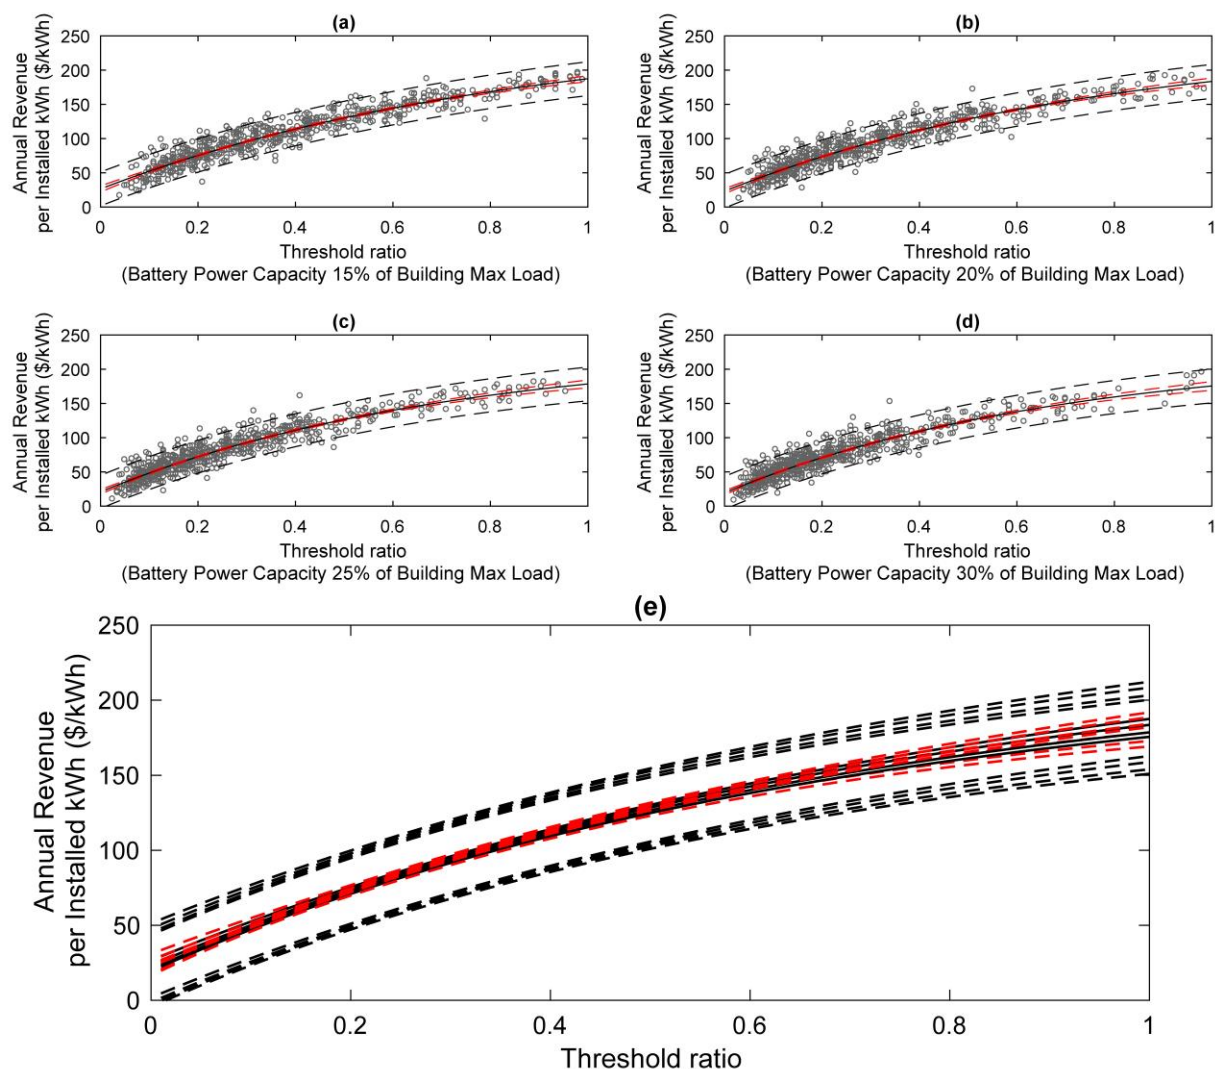 (a)
250
200
150
100
50
0
Annual Revenue
per Installed kWh ($/kWh)
0 0.2 0.4 0.6 0.8 1
Threshold ratio
(Battery Power Capacity 15% of Building Max Load)
(b)
250
200
150
100
50
0
Annual Revenue
per Installed kWh ($/kWh)
0 0.2 0.4 0.6 0.8 1
Threshold ratio
(Battery Power Capacity 20% of Building Max Load)
(c)
250
200
150
100
50
0
Annual Revenue
per Installed kWh ($/kWh)
0 0.2 0.4 0.6 0.8 1
Threshold ratio
(Battery Power Capacity 25% of Building Max Load)
(d)
250
200
150
100
50
0
Annual Revenue
per Installed kWh ($/kWh)
0 0.2 0.4 0.6 0.8 1
Threshold ratio
(Battery Power Capacity 30% of Building Max Load)
(e)
250
200
150
100
50
0
Annual Revenue
per Installed kWh ($/kWh)
0 0.2 0.4 0.6 0.8 1
Threshold ratio